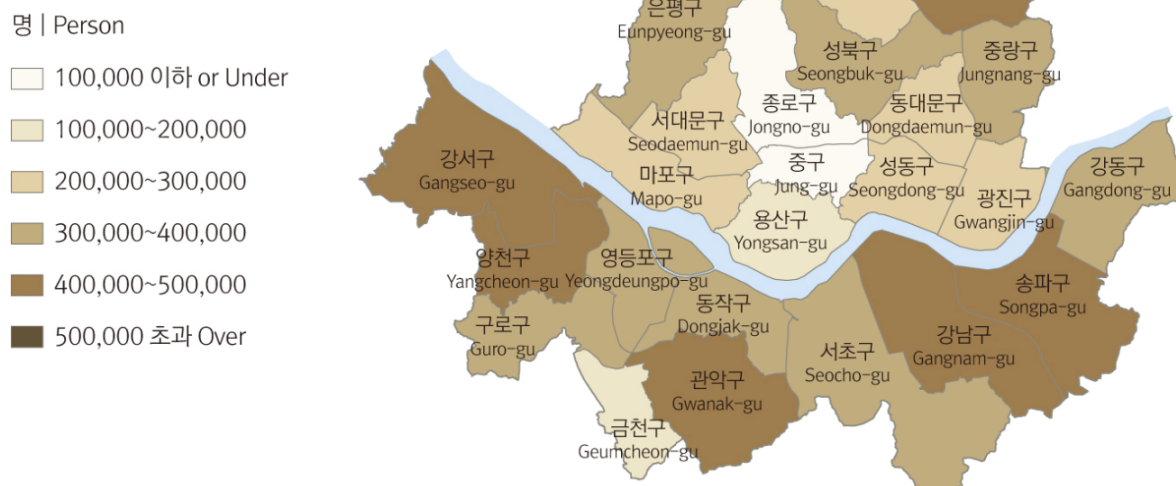 명 | Person
100,000 이하 or Under
100,000~200,000
200,000~300,000
300,000~400,000
400,000~500,000
500,000 초과 Over
은평구
Eunpyeong-gu
성북구
Seongbuk-gu
중랑구
Jungnang-gu
종로구
Jongno-gu
동대문구
Dongdaemun-gu
서대문구
Seodaemun-gu
강서구
Gangseo-gu
마포구
Mapo-gu
중구
Jung-gu
성동구
Seongdong-gu
광진구
Gwangjin-gu
강동구
Gangdong-gu
용산구
Yongsan-gu
양천구
Yangcheon-gu
영등포구
Yeongdeungpo-gu
송파구
Songpa-gu
동작구
Dongjak-gu
구로구
Guro-gu
강남구
Gangnam-gu
서초구
Seocho-gu
관악구
Gwanak-gu
금천구
Geumcheon-gu